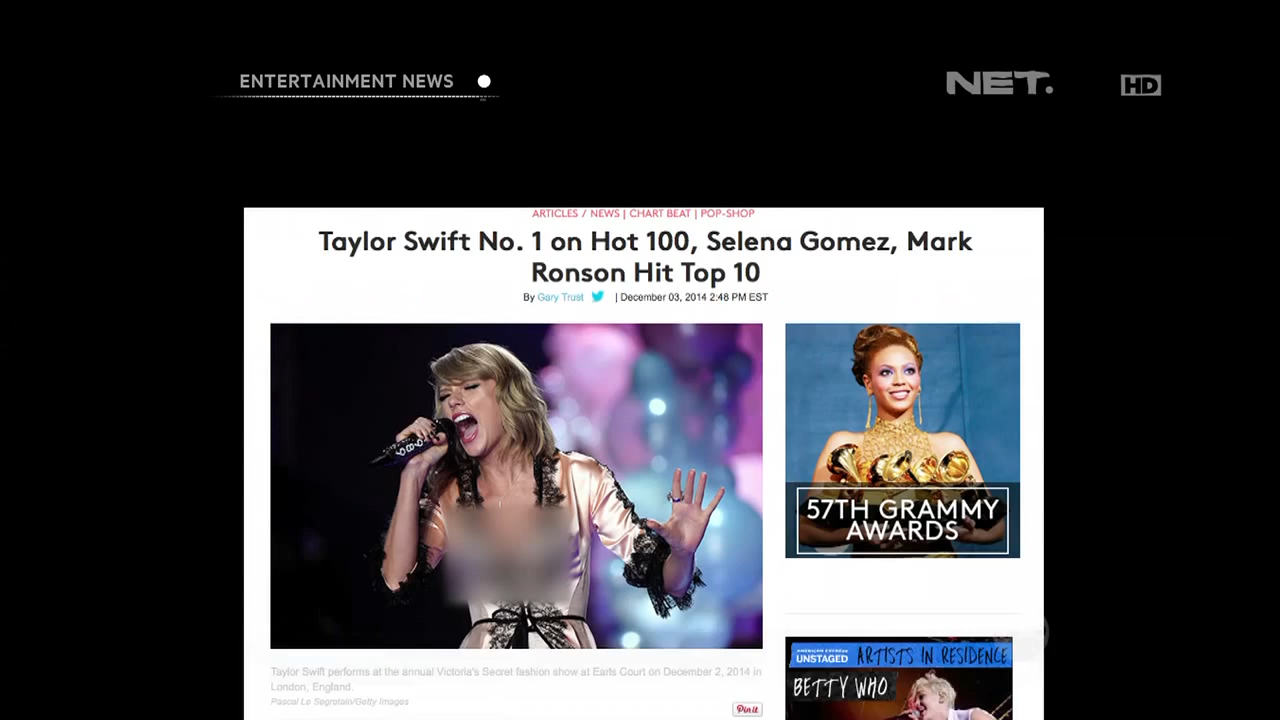 ENTERTAINMENT NEWS
NET.
HD
ARTICLES / NEWS | CHART BEAT | POP-SHOP
Taylor Swift No. 1 on Hot 100, Selena Gomez, Mark
Ronson Hit Top 10
By Gary Trust | December 03, 2014 2:48 PM EST
57TH GRAMMY
AWARDS
Taylor Swift performs at the annual Victoria's Secret fashion show at Earls Court on December 2, 2014 in
London, England.
Pascal Le Segretain/Getty Images
Pin it
AMERICAN EXPRESS
UNSTAGED
ARTISTS IN RESIDENCE
BETTY WHO